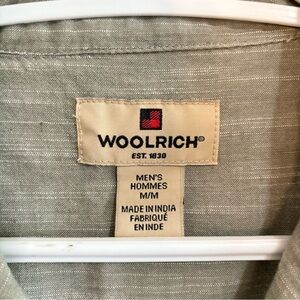 WOOLRICH®
EST. 1830
MEN'S
HOMMES
M/M
MADE IN INDIA
FABRIQUÉ
EN INDE